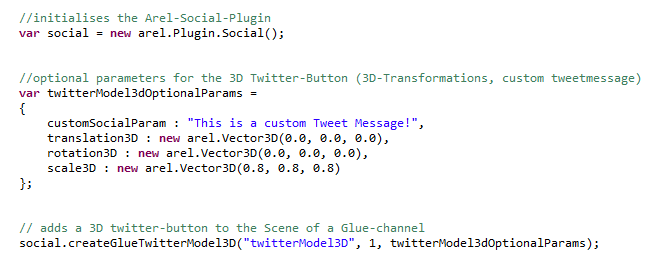 //initialises the Arel-Social-Plugin
var social = new arel.Plugin.Social();
//optional parameters for the 3D Twitter-Button (3D-Transformations, custom tweetmessage)
var twitterModel3dOptionalParams =
{
    customSocialParam : "This is a custom Tweet Message!",
    translation3D : new arel.Vector3D(0.0, 0.0, 0.0),
    rotation3D : new arel.Vector3D(0.0, 0.0, 0.0),
    scale3D : new arel.Vector3D(0.8, 0.8, 0.8)
};
// adds a 3D twitter-button to the Scene of a Glue-channel
social.createGlueTwitterModel3D("twitterModel3D", 1, twitterModel3dOptionalParams);